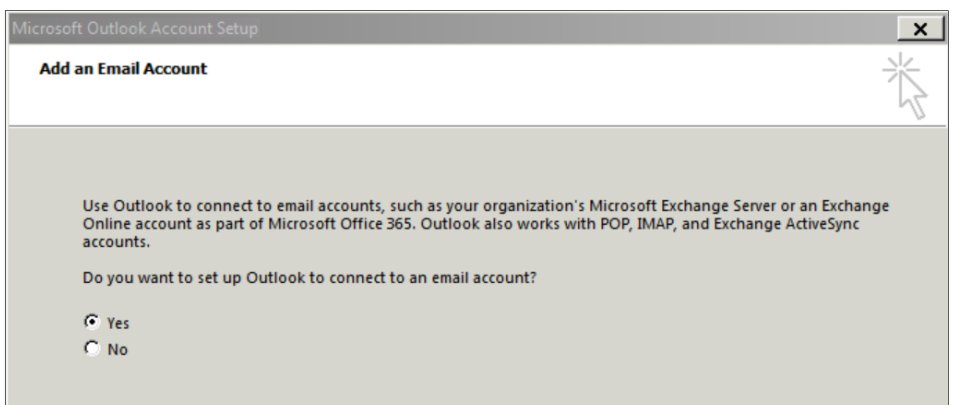 Microsoft Outlook Account Setup
Add an Email Account
Use Outlook to connect to email accounts, such as your organization's Microsoft Exchange Server or an Exchange
Online account as part of Microsoft Office 365. Outlook also works with POP, IMAP, and Exchange ActiveSync
accounts.
Do you want to set up Outlook to connect to an email account?
Yes
No